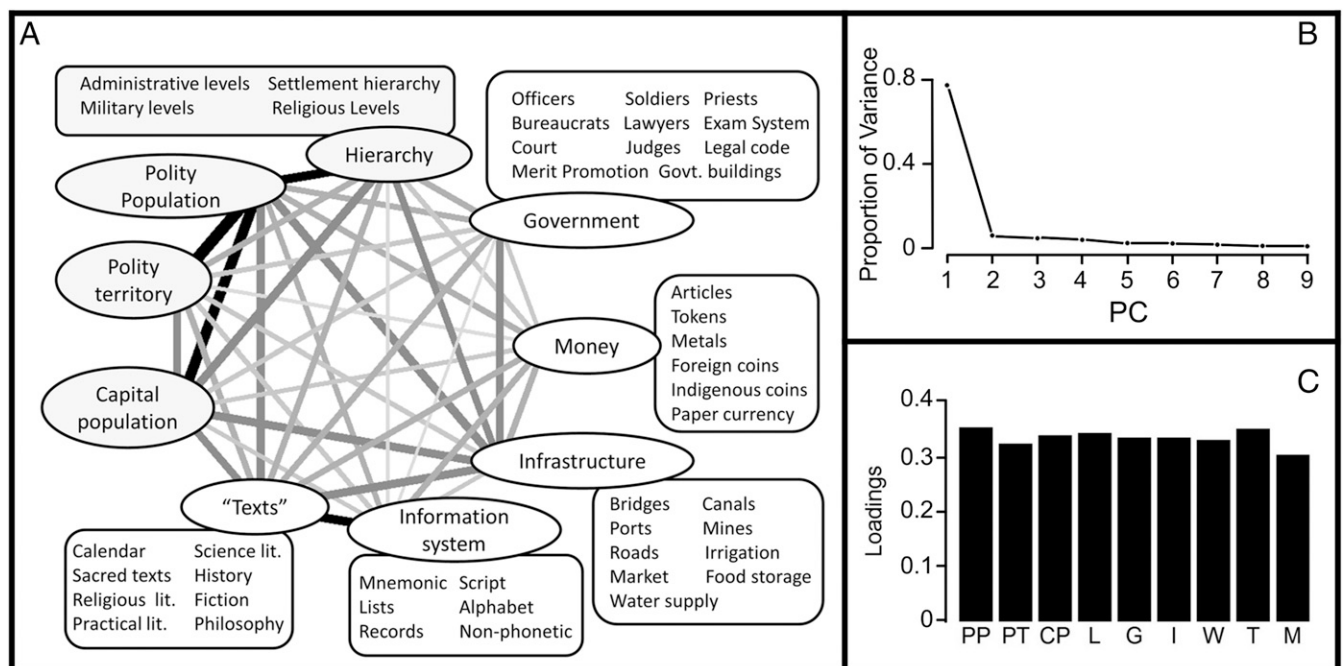 A
Administrative levels Settlement hierarchy
Military levels Religious Levels
Hierarchy
Polity
Population
Polity
territory
Capital
population
Officers Soldiers Priests
Bureaucrats Lawyers Exam System
Court Judges Legal code
Merit Promotion Govt. buildings
Government
Articles
Tokens
Metals
Foreign coins
Indigenous coins
Paper currency
Money
Infrastructure
Bridges Canals
Ports Mines
Roads Irrigation
Market Food storage
Water supply
Information
system
Mnemonic Script
Lists Alphabet
Records Non-phonetic
“Texts”
Calendar Science lit.
Sacred texts History
Religious lit. Fiction
Practical lit. Philosophy
B
Proportion of Variance
0.8
0.4
0
1 2 3 4 5 6 7 8 9
PC
C
Loadings
0.4
0.3
0.2
0.1
0
PP PT CP L G I W T M